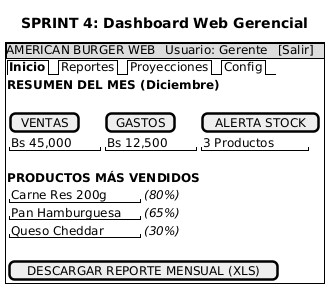 SPRINT 4: Dashboard Web Gerencial
AMERICAN BURGER WEB Usuario: Gerente [Salir]
Inicio Reportes Proyecciones Config
RESUMEN DEL MES (Diciembre)
VENTAS GASTOS ALERTA STOCK
Bs 45,000 Bs 12,500 3 Productos
PRODUCTOS MÁS VENDIDOS
Carne Res 200g (80%)
Pan Hamburguesa (65%)
Queso Cheddar (30%)
DESCARGAR REPORTE MENSUAL (XLS)